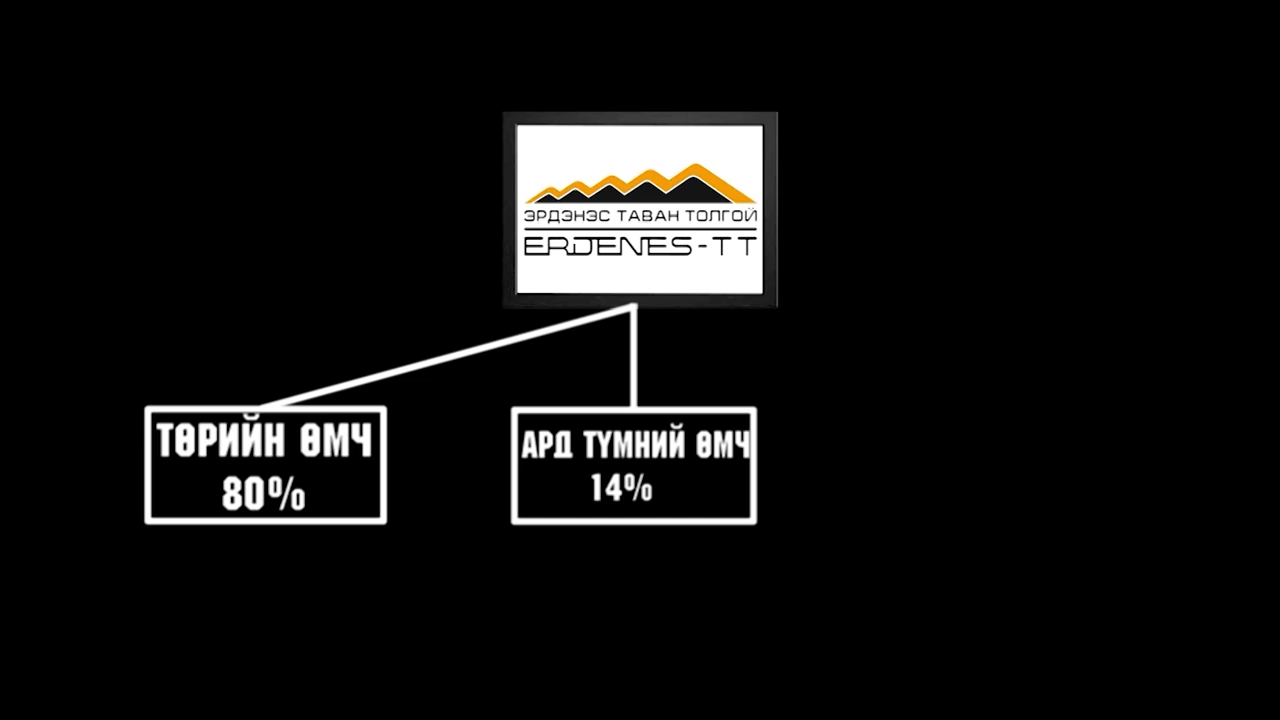 ЭРДЭНЭС ТАВАН ТОЛГОЙ
ERDENES-TT
ТӨРИЙН ӨМЧ
80%
АРД ТҮМНИЙ ӨМЧ
14%